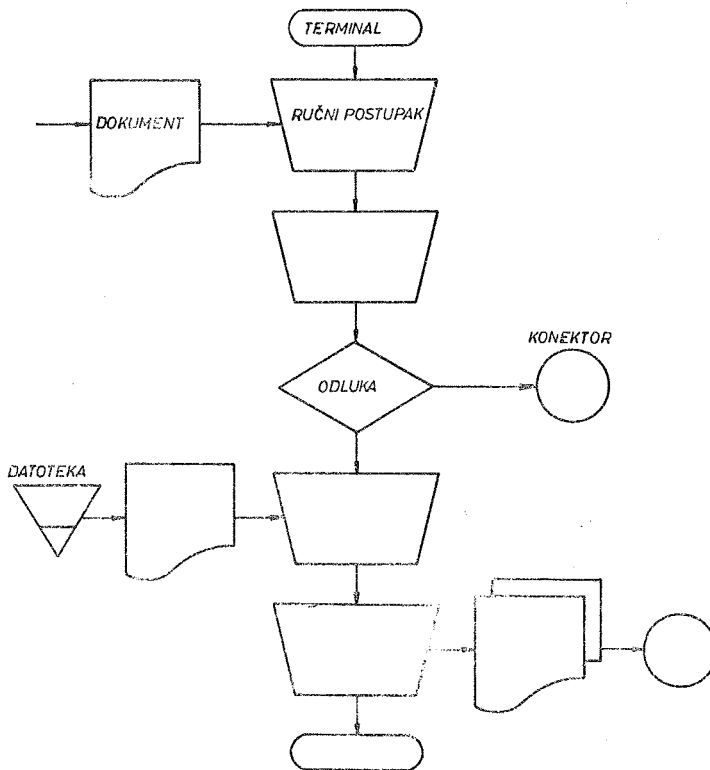 TERMINAL
DOKUMENT
RUČNI POSTUPAK
KONEKTOR
ODLUKA
DATOTEKA